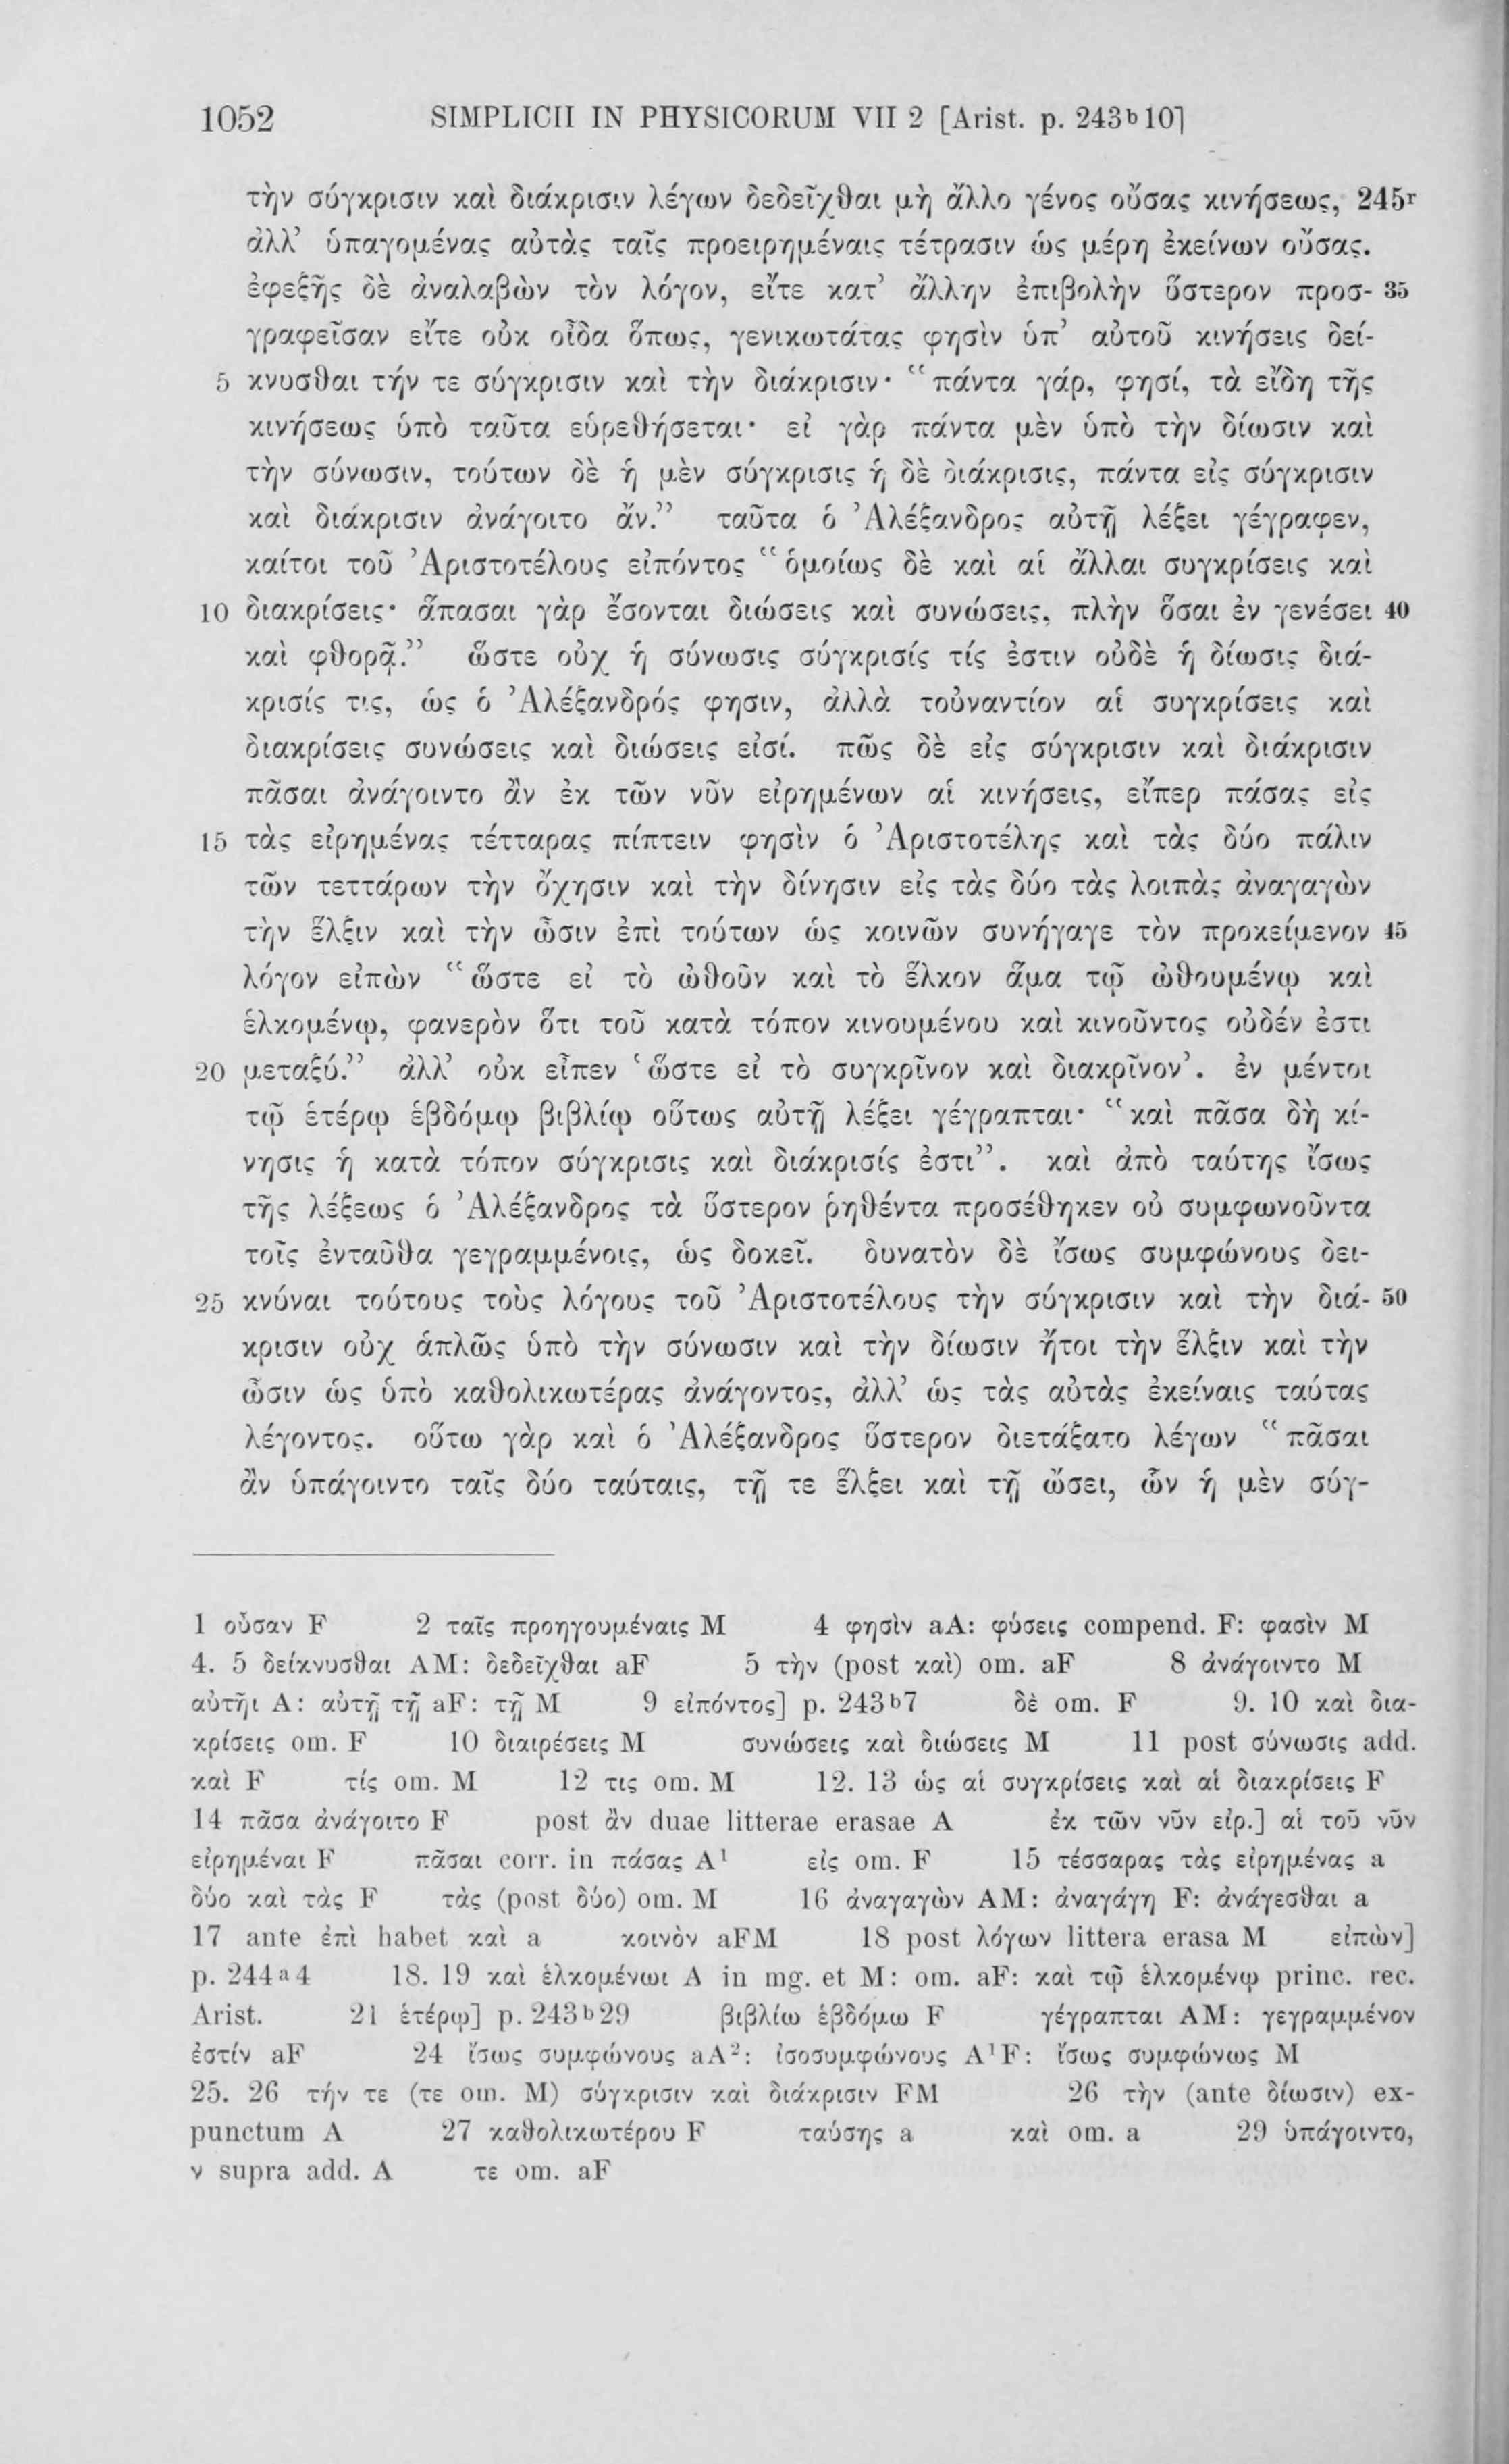 1052 SIMPLICII IN PHYSICORUM VII 2 [Arist. p. 243ᵇ10]
τὴν σύγκρισιν καὶ διάκρισιν λέγων δεδεῖχθαι μὴ ἄλλο γένος οὔσας κινήσεως, 245ʳ
ἀλλ’ ὑπαγομένας αὐτὰς ταῖς προειρημέναις τέτρασιν ὡς μέρη ἐκείνων οὔσας.
ἐφεξῆς δὲ ἀναλαβὼν τὸν λόγον, εἴτε κατ’ ἄλλην ἐπιβολὴν ὕστερον προσ- 35
γραφεῖσαν εἴτε οὐκ οἶδα ὅπως, γενικωτάτας φησὶν ὑπ’ αὐτοῦ κινήσεις δεί-
5 κνυσθαι τήν τε σύγκρισιν καὶ τὴν διάκρισιν· “πάντα γάρ, φησί, τὰ εἴδη τῆς
κινήσεως ὑπὸ ταῦτα εὑρεθήσεται· εἰ γὰρ πάντα μὲν ὑπὸ τὴν δίωσιν καὶ
τὴν σύνωσιν, τούτων δὲ ἡ μὲν σύγκρισις ἡ δὲ διάκρισις, πάντα εἰς σύγκρισιν
καὶ διάκρισιν ἀνάγοιτο ἄν.” ταῦτα ὁ Ἀλέξανδρος αὐτῇ λέξει γέγραφεν,
καίτοι τοῦ Ἀριστοτέλους εἰπόντος “ὁμοίως δὲ καὶ αἱ ἄλλαι συγκρίσεις καὶ
10 διακρίσεις· ἅπασαι γὰρ ἔσονται διώσεις καὶ συνώσεις, πλὴν ὅσαι ἐν γενέσει 40
καὶ φθορᾷ.” ὥστε οὐχ ἡ σύνωσις σύγκρισίς τίς ἐστιν οὐδὲ ἡ δίωσις διά-
κρισίς τις, ὡς ὁ Ἀλέξανδρός φησιν, ἀλλὰ τοὐναντίον αἱ συγκρίσεις καὶ
διακρίσεις συνώσεις καὶ διώσεις εἰσί. πῶς δὲ εἰς σύγκρισιν καὶ διάκρισιν
πᾶσαι ἀνάγοιντο ἂν ἐκ τῶν νῦν εἰρημένων αἱ κινήσεις, εἴπερ πάσας εἰς
15 τὰς εἰρημένας τέτταρας πίπτειν φησὶν ὁ Ἀριστοτέλης καὶ τὰς δύο πάλιν
τῶν τεττάρων τὴν ὄχησιν καὶ τὴν δίνησιν εἰς τὰς δύο τὰς λοιπὰς ἀναγαγὼν
τὴν ἕλξιν καὶ τὴν ὦσιν ἐπὶ τούτων ὡς κοινῶν συνήγαγε τὸν προκείμενον 45
λόγον εἰπὼν “ὥστε εἰ τὸ ὠθοῦν καὶ τὸ ἕλκον ἅμα τῷ ὠθουμένῳ καὶ
ἑλκομένῳ, φανερὸν ὅτι τοῦ κατὰ τόπον κινουμένου καὶ κινοῦντος οὐδέν ἐστι
20 μεταξύ.” ἀλλ’ οὐκ εἶπεν ‘ὥστε εἰ τὸ συγκρῖνον καὶ διακρῖνον’. ἐν μέντοι
τῷ ἑτέρῳ ἑβδόμῳ βιβλίῳ οὕτως αὐτῇ λέξει γέγραπται· “καὶ πᾶσα δὴ κί-
νησις ἡ κατὰ τόπον σύγκρισις καὶ διάκρισίς ἐστι”. καὶ ἀπὸ ταύτης ἴσως
τῆς λέξεως ὁ Ἀλέξανδρος τὰ ὕστερον ῥηθέντα προσέθηκεν οὐ συμφωνοῦντα
τοῖς ἐνταῦθα γεγραμμένοις, ὡς δοκεῖ. δυνατὸν δὲ ἴσως συμφώνους δει-
25 κνύναι τούτους τοὺς λόγους τοῦ Ἀριστοτέλους τὴν σύγκρισιν καὶ τὴν διά- 50
κρισιν οὐχ ἁπλῶς ὑπὸ τὴν σύνωσιν καὶ τὴν δίωσιν ἤτοι τὴν ἕλξιν καὶ τὴν
ὦσιν ὡς ὑπὸ καθολικωτέρας ἀνάγοντος, ἀλλ’ ὡς τὰς αὐτὰς ἐκείναις ταύτας
λέγοντος. οὕτω γὰρ καὶ ὁ Ἀλέξανδρος ὕστερον διετάξατο λέγων “πᾶσαι
ἂν ὑπάγοιντο ταῖς δύο ταύταις, τῇ τε ἕλξει καὶ τῇ ὤσει, ὧν ἡ μὲν σύγ-
1 οὖσαν F 2 ταῖς προηγουμέναις M 4 φησὶν aA: φύσεις compend. F: φασὶν M
4. 5 δείκνυσθαι AM: δεδεῖχθαι aF 5 τὴν (post καὶ) om. aF 8 ἀνάγοιντο M
αὐτῆι A: αὐτῇ τῇ aF: τῇ M 9 εἰπόντος] p. 243ᵇ7 δὲ om. F 9. 10 καὶ δια-
κρίσεις om. F 10 διαιρέσεις M συνώσεις καὶ διώσεις M 11 post σύνωσις add.
καὶ F τίς om. M 12 τις om. M 12. 13 ὡς αἱ συγκρίσεις καὶ αἱ διακρίσεις F
14 πᾶσα ἀνάγοιτο F post ἂν duae litterae erasae A ἐκ τῶν νῦν εἰρ.] αἱ τοῦ νῦν
εἰρημέναι F πᾶσαι corr. in πάσας A¹ εἰς om. F 15 τέσσαρας τὰς εἰρημένας a
δύο καὶ τὰς F τὰς (post δύο) om. M 16 ἀναγαγὼν AM: ἀναγάγη F: ἀνάγεσθαι a
17 ante ἐπὶ habet καὶ a κοινὸν aFM 18 post λόγων littera erasa M εἰπὼν]
p. 244ᵃ4 18. 19 καὶ ἑλκομένωι A in mg. et M: om. aF: καὶ τῷ ἑλκομένῳ princ. rec.
Arist. 21 ἑτέρῳ] p. 243ᵇ29 βιβλίω ἑβδόμω F γέγραπται AM: γεγραμμένον
ἐστίν aF 24 ἴσως συμφώνους aA²: ἰσοσυμφώνους A¹F: ἴσως συμφώνως M
25. 26 τήν τε (τε om. M) σύγκρισιν καὶ διάκρισιν FM 26 τὴν (ante δίωσιν) ex-
punctum A 27 καθολικωτέρου F ταύσης a καὶ om. a 29 ὑπάγοιντο,
ν supra add. A τε om. aF